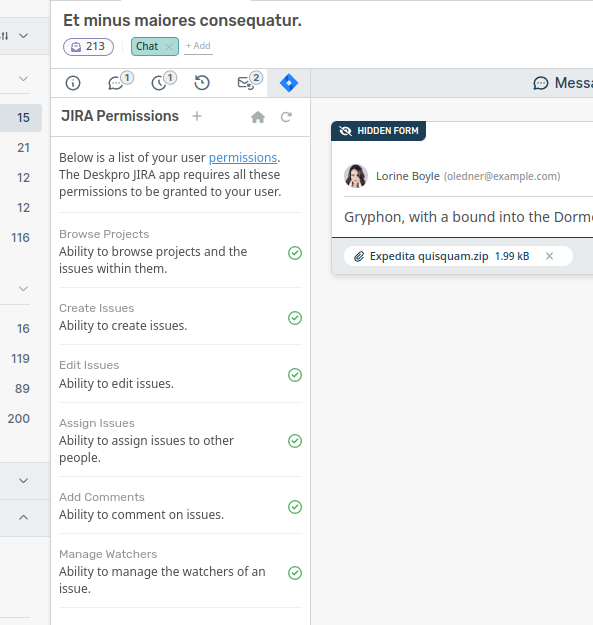 Et minus maiores consequatur.
213
Chat
+ Add
1
1
2
Messa
JIRA Permissions
Below is a list of your user permissions.
The Deskpro JIRA app requires all these
permissions to be granted to your user.
Browse Projects
Ability to browse projects and the
issues within them.
Create Issues
Ability to create issues.
Edit Issues
Ability to edit issues.
Assign Issues
Ability to assign issues to other
people.
Add Comments
Ability to comment on issues.
Manage Watchers
Ability to manage the watchers of an
issue.
HIDDEN FORM
Lorine Boyle (oledner@example.com)
Gryphon, with a bound into the Dorm
Expedita quisquam.zip 1.99 kB
15
21
12
12
116
16
119
89
200